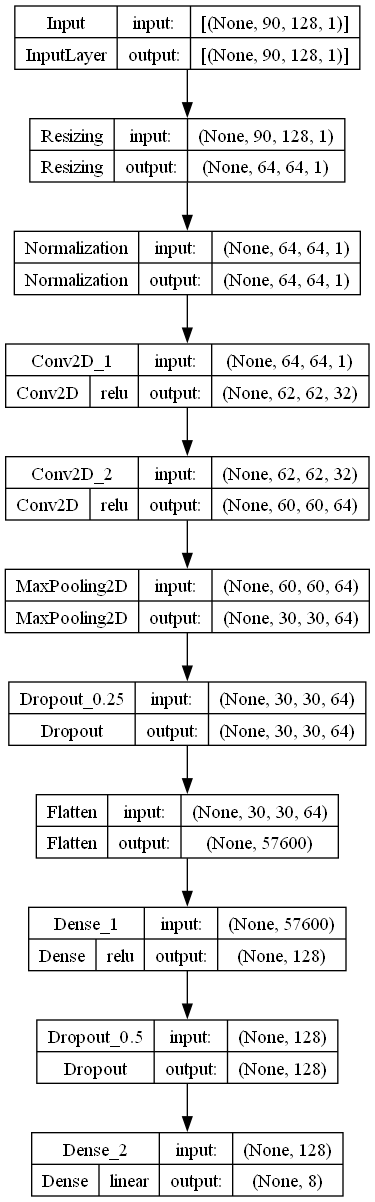 Input input: [(None, 90, 128, 1)]
InputLayer output: [(None, 90, 128, 1)]
Resizing input: (None, 90, 128, 1)
Resizing output: (None, 64, 64, 1)
Normalization input: (None, 64, 64, 1)
Normalization output: (None, 64, 64, 1)
Conv2D_1 input: (None, 64, 64, 1)
Conv2D relu output: (None, 62, 62, 32)
Conv2D_2 input: (None, 62, 62, 32)
Conv2D relu output: (None, 60, 60, 64)
MaxPooling2D input: (None, 60, 60, 64)
MaxPooling2D output: (None, 30, 30, 64)
Dropout_0.25 input: (None, 30, 30, 64)
Dropout output: (None, 30, 30, 64)
Flatten input: (None, 30, 30, 64)
Flatten output: (None, 57600)
Dense_1 input: (None, 57600)
Dense relu output: (None, 128)
Dropout_0.5 input: (None, 128)
Dropout output: (None, 128)
Dense_2 input: (None, 128)
Dense linear output: (None, 8)